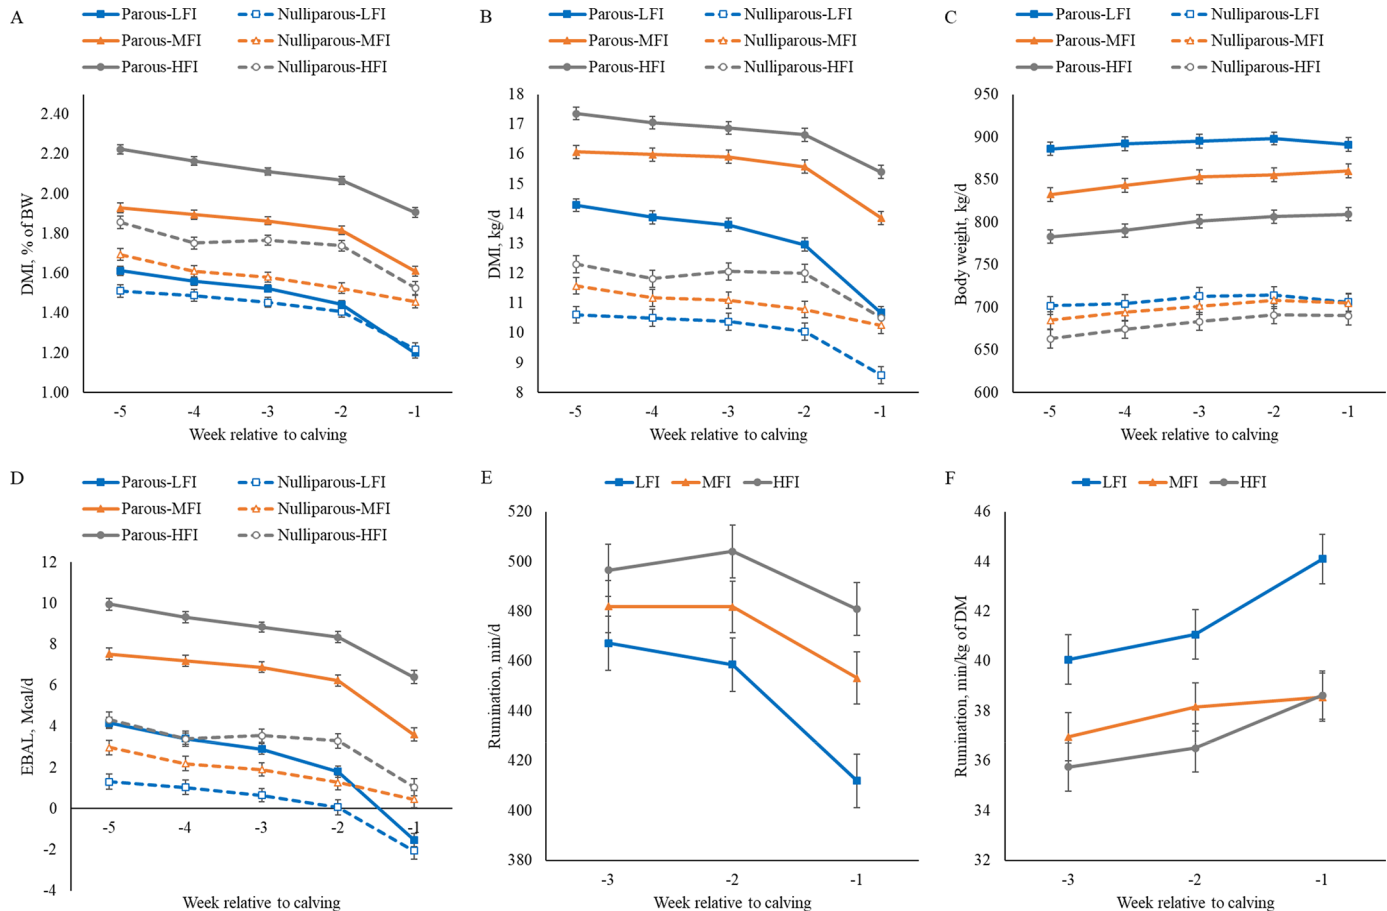 A
Parous-LFI Nulliparous-LFI
Parous-MFI Nulliparous-MFI
Parous-HFI Nulliparous-HFI
DMI, % of BW
2.40
2.20
2.00
1.80
1.60
1.40
1.20
1.00
-5 -4 -3 -2 -1
Week relative to calving
B
Parous-LFI Nulliparous-LFI
Parous-MFI Nulliparous-MFI
Parous-HFI Nulliparous-HFI
DMI, kg/d
18
17
16
15
14
13
12
11
10
9
8
-5 -4 -3 -2 -1
Week relative to calving
C
Parous-LFI Nulliparous-LFI
Parous-MFI Nulliparous-MFI
Parous-HFI Nulliparous-HFI
Body weight, kg/d
950
900
850
800
750
700
650
600
-5 -4 -3 -2 -1
Week relative to calving
D
Parous-LFI Nulliparous-LFI
Parous-MFI Nulliparous-MFI
Parous-HFI Nulliparous-HFI
EBAL, Mcal/d
12
10
8
6
4
2
0
-2
-4
-5 -4 -3 -2 -1
Week relative to calving
E
LFI MFI HFI
Rumination, min/d
520
500
480
460
440
420
400
380
-3 -2 -1
Week relative to calving
F
LFI MFI HFI
Rumination, min/kg of DM
46
44
42
40
38
36
34
32
-3 -2 -1
Week relative to calving